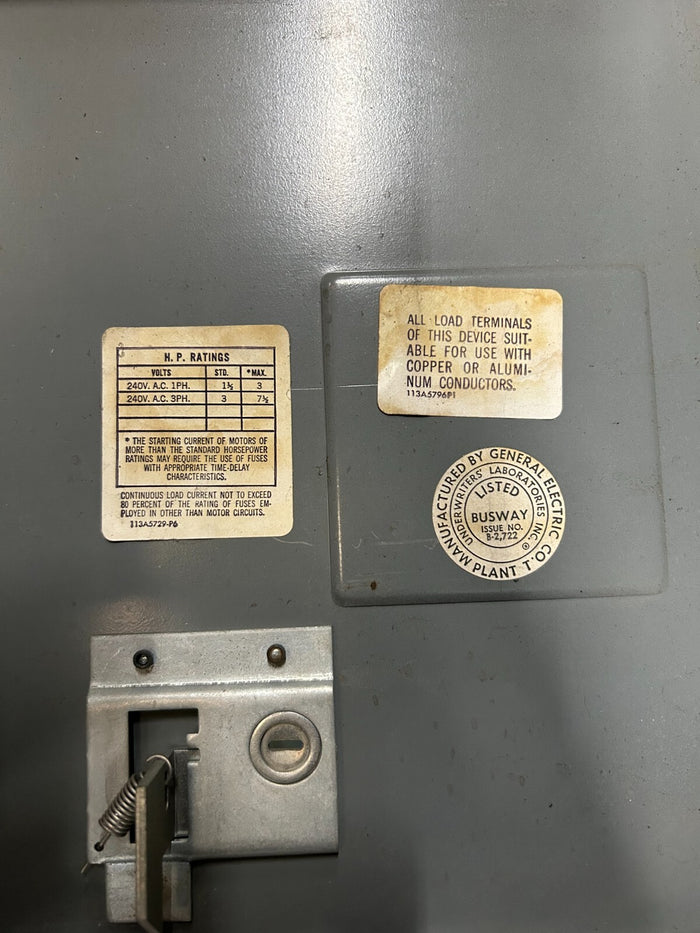 H. P. RATINGS
VOLTS STD. *MAX.
240V. A.C. 1PH. 1½ 3
240V. A.C. 3PH. 3 7½
* THE STARTING CURRENT OF MOTORS OF
MORE THAN THE STANDARD HORSEPOWER
RATINGS MAY REQUIRE THE USE OF FUSES
WITH APPROPRIATE TIME-DELAY
CHARACTERISTICS.
CONTINUOUS LOAD CURRENT NOT TO EXCEED
80 PERCENT OF THE RATING OF FUSES EM-
PLOYED IN OTHER THAN MOTOR CIRCUITS.
113A5729-P6
ALL LOAD TERMINALS
OF THIS DEVICE SUIT-
ABLE FOR USE WITH
COPPER OR ALUMI-
NUM CONDUCTORS.
113A5796P1
MANUFACTURED BY GENERAL ELECTRIC CO.
UNDERWRITERS' LABORATORIES INC.®
LISTED
BUSWAY
ISSUE NO.
B-2,722
PLANT T.